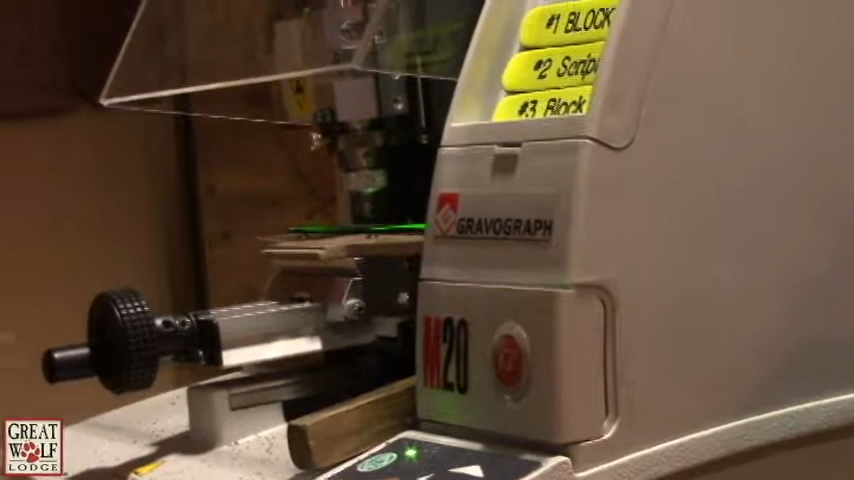 #1 BLOCK
#2 Script
#3 Block
GRAVOGRAPH
M20
GREAT
WOLF
LODGE